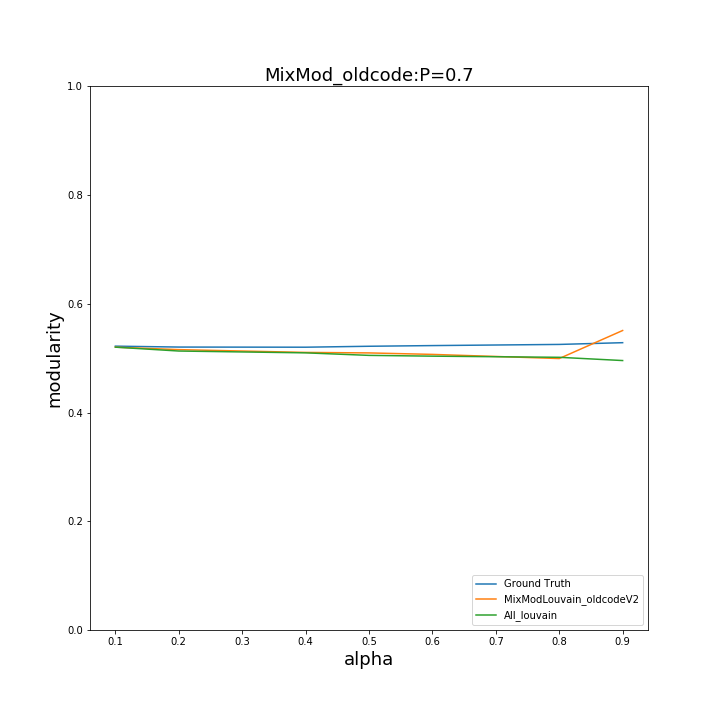 MixMod_oldcode:P=0.7
1.0
0.8
0.6
0.4
0.2
0.0
modularity
0.1 0.2 0.3 0.4 0.5 0.6 0.7 0.8 0.9
alpha
Ground Truth
MixModLouvain_oldcodeV2
All_louvain